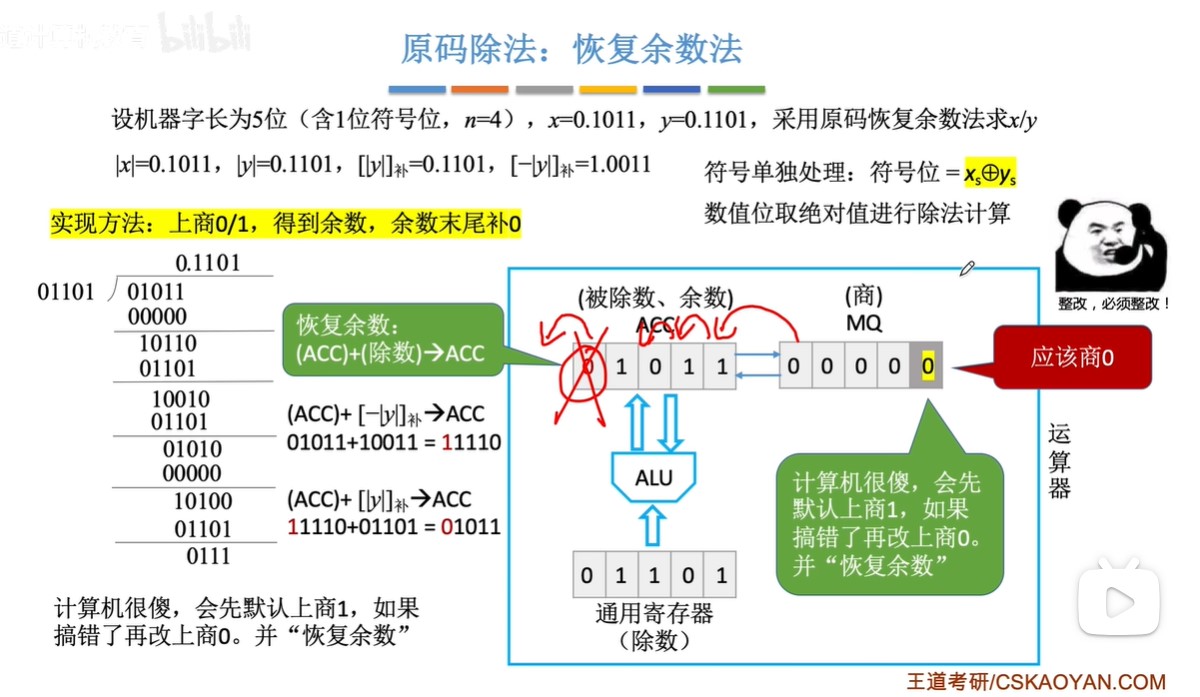 bilibili
原码除法：恢复余数法
设机器字长为5位（含1位符号位，n=4），x=0.1011，y=0.1101，采用原码恢复余数法求x/y
|x|=0.1011，|y|=0.1101，[|y|]补=0.1101，[−|y|]补=1.0011
符号单独处理：符号位 = xs⊕ys
数值位取绝对值进行除法计算
实现方法：上商0/1，得到余数，余数末尾补0
0.1101
01101
01011
00000
10110
01101
10010
01101
01010
00000
10100
01101
0111
恢复余数：
(ACC)+(除数)→ACC
(ACC)+ [−|y|]补→ACC
01011+10011 = 11110
(ACC)+ [|y|]补→ACC
11110+01101 = 01011
计算机很傻，会先默认上商1，如果
搞错了再改上商0。并“恢复余数”
(被除数、余数)
ACC
(商)
MQ
0 1 0 1 1
0 0 0 0 0
ALU
0 1 1 0 1
通用寄存器
（除数）
运算器
整改，必须整改！
应该商0
计算机很傻，会先
默认上商1，如果
搞错了再改上商0。
并“恢复余数”
王道考研/CSKAOYAN.COM